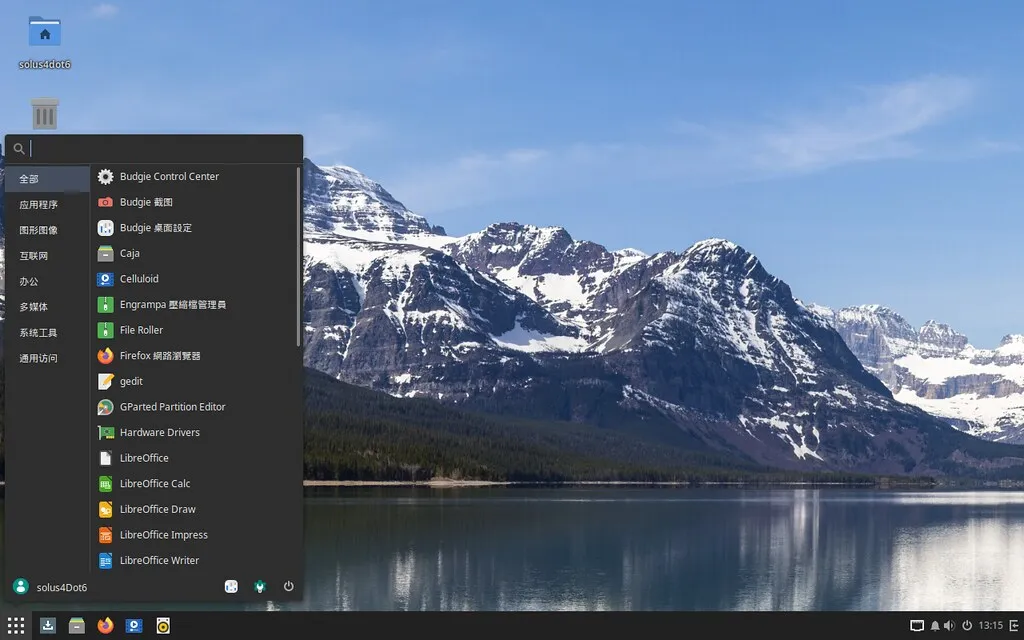 solus4dot6
全部
应用程序
图形图像
互联网
办公
多媒体
系统工具
通用访问
Budgie Control Center
Budgie 截图
Budgie 桌面設定
Caja
Celluloid
Engrampa 壓縮檔管理員
File Roller
Firefox 網路瀏覽器
gedit
GParted Partition Editor
Hardware Drivers
LibreOffice
LibreOffice Calc
LibreOffice Draw
LibreOffice Impress
LibreOffice Writer
solus4Dot6
13:15